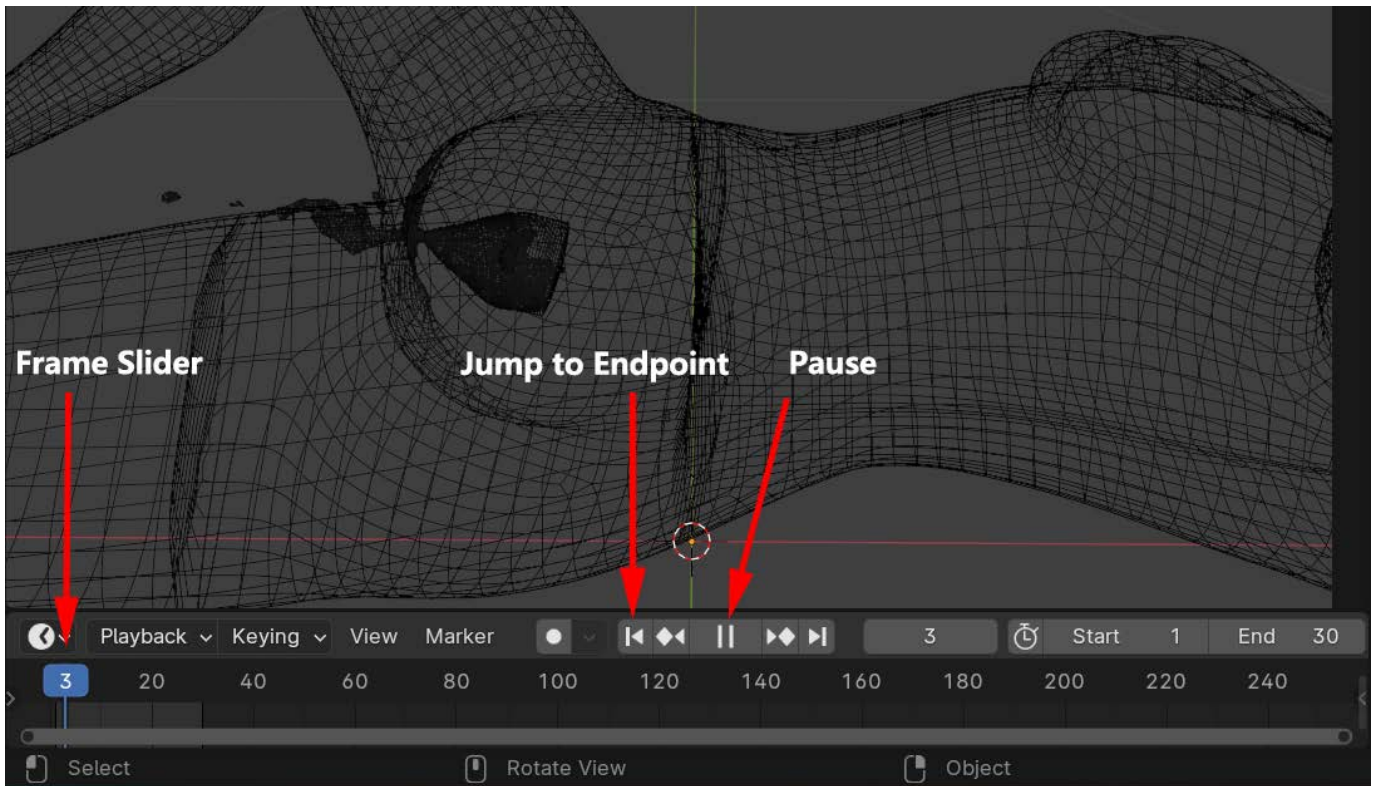 Frame Slider
Jump to Endpoint
Pause
Playback Keying View Marker 3 Start 1 End 30
3 20 40 60 80 100 120 140 160 180 200 220 240
Select Rotate View Object